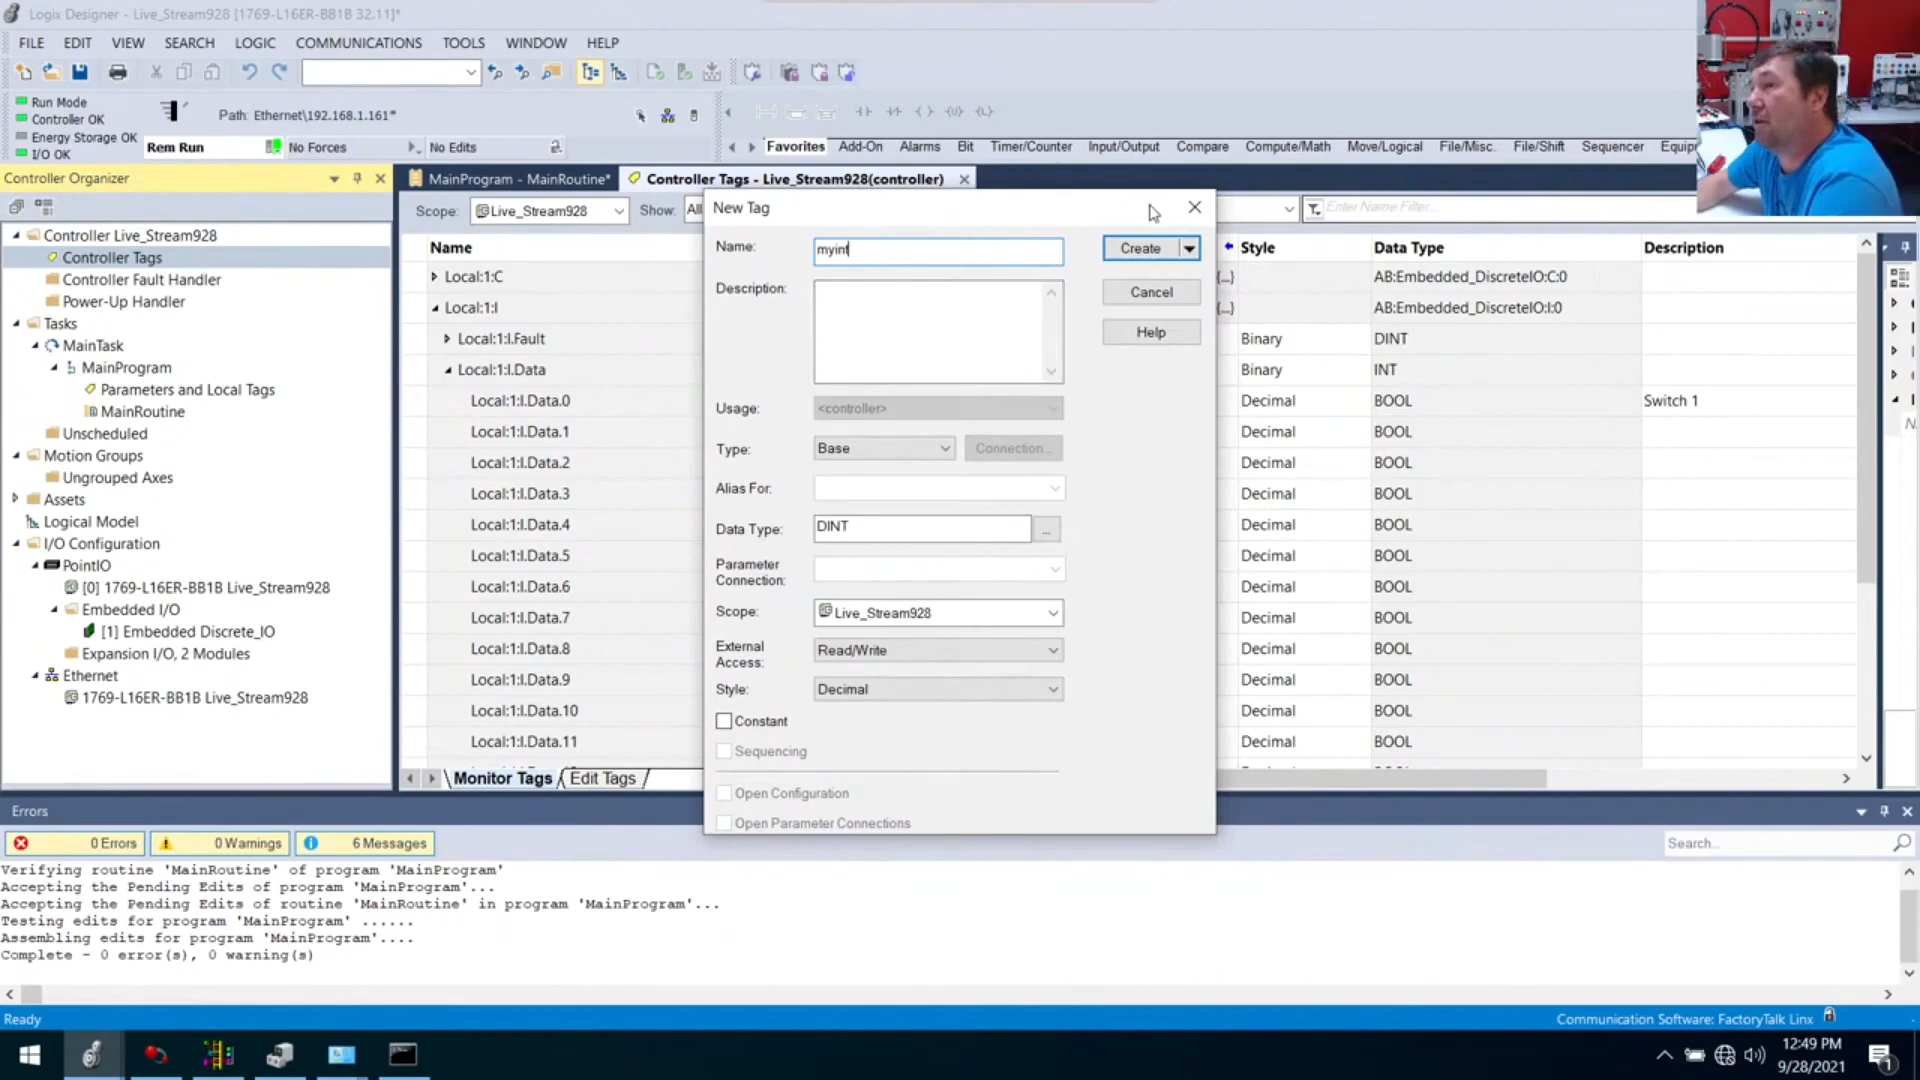 Logix Designer - Live_Stream928 [1769-L16ER-BB1B 32.11]*
FILE EDIT VIEW SEARCH LOGIC COMMUNICATIONS TOOLS WINDOW HELP
Run Mode
Controller OK
Energy Storage OK
I/O OK
Path: Ethernet\192.168.1.161*
Rem Run No Forces No Edits
Favorites Add-On Alarms Bit Timer/Counter Input/Output Compare Compute/Math Move/Logical File/Misc. File/Shift Sequencer Equip
Controller Organizer
MainProgram - MainRoutine* Controller Tags - Live_Stream928(controller)
Scope: Live_Stream928 Show: All Enter Name Filter...
Controller Live_Stream928
Controller Tags
Controller Fault Handler
Power-Up Handler
Tasks
MainTask
MainProgram
Parameters and Local Tags
MainRoutine
Unscheduled
Motion Groups
Ungrouped Axes
Assets
Logical Model
I/O Configuration
PointIO
[0] 1769-L16ER-BB1B Live_Stream928
Embedded I/O
[1] Embedded Discrete_IO
Expansion I/O, 2 Modules
Ethernet
1769-L16ER-BB1B Live_Stream928
Name Style Data Type Description
Local:1:C {...} AB:Embedded_DiscreteIO:C:0
Local:1:I {...} AB:Embedded_DiscreteIO:I:0
Local:1:I.Fault Binary DINT
Local:1:I.Data Binary INT
Local:1:I.Data.0 Decimal BOOL Switch 1
Local:1:I.Data.1 Decimal BOOL
Local:1:I.Data.2 Decimal BOOL
Local:1:I.Data.3 Decimal BOOL
Local:1:I.Data.4 Decimal BOOL
Local:1:I.Data.5 Decimal BOOL
Local:1:I.Data.6 Decimal BOOL
Local:1:I.Data.7 Decimal BOOL
Local:1:I.Data.8 Decimal BOOL
Local:1:I.Data.9 Decimal BOOL
Local:1:I.Data.10 Decimal BOOL
Local:1:I.Data.11 Decimal BOOL
Monitor Tags Edit Tags
New Tag
Name: myint Create
Description: Cancel
Help
Usage: <controller>
Type: Base Connection...
Alias For:
Data Type: DINT ...
Parameter
Connection:
Scope: Live_Stream928
External
Access: Read/Write
Style: Decimal
Constant
Sequencing
Open Configuration
Open Parameter Connections
Errors
0 Errors 0 Warnings 6 Messages Search...
Verifying routine 'MainRoutine' of program 'MainProgram'
Accepting the Pending Edits of program 'MainProgram'...
Accepting the Pending Edits of routine 'MainRoutine' in program 'MainProgram'...
Testing edits for program 'MainProgram' ......
Assembling edits for program 'MainProgram'....
Complete - 0 error(s), 0 warning(s)
Ready Communication Software: FactoryTalk Linx
12:49 PM
9/28/2021
1